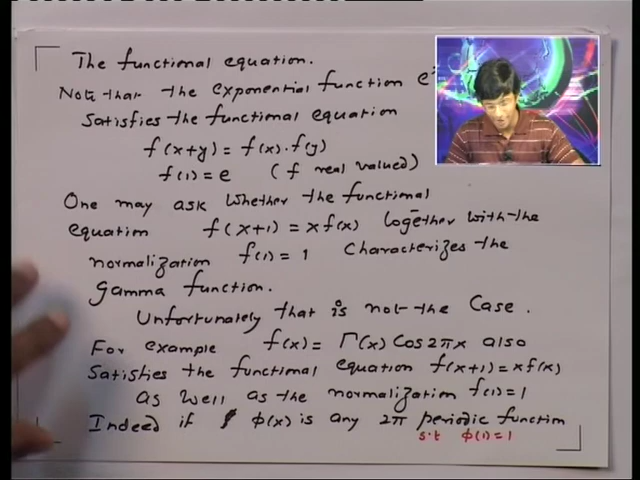 The functional equation.
Note that the exponential function e
Satisfies the functional equation
f(x+y) = f(x).f(y)
f(1) = e (f real valued)
One may ask whether the functional
equation f(x+1) = xf(x) together with the
normalization f(1) = 1 Characterizes the
gamma function.
Unfortunately that is not the Case.
For example f(x) = Γ(x) Cos2πx also
Satisfies the functional equation f(x+1)=xf(x)
as well as the normalization f(1)=1
Indeed if φ(x) is any 2π periodic function
s.t φ(1)=1